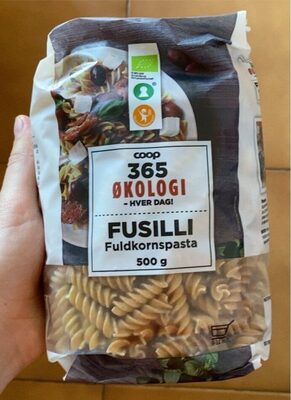 coop
365
ØKOLOGI
– HVER DAG!
FUSILLI
Fuldkornspasta
500 g